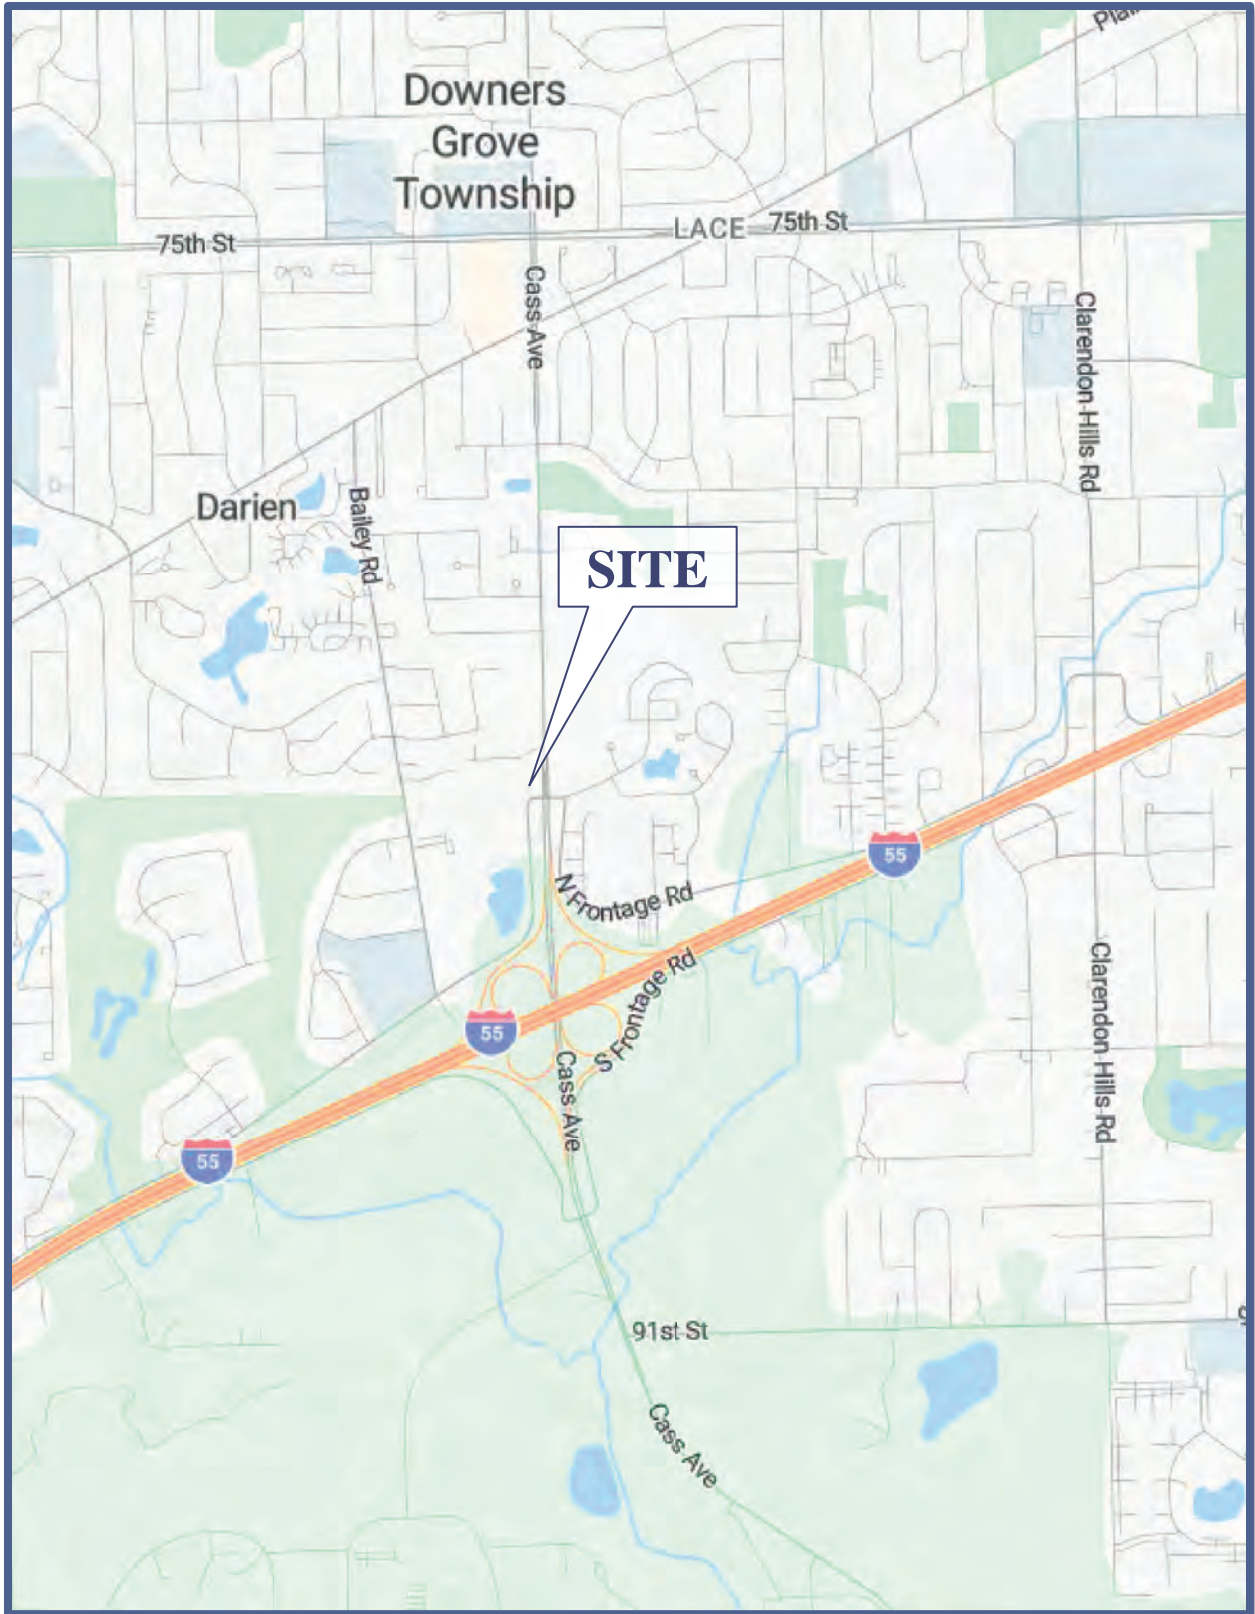 Downers
Grove
Township
75th St
LACE
75th St
Cass Ave
Clarendon Hills Rd
Darien
Bailey Rd
SITE
55
N Frontage Rd
S Frontage Rd
55
Cass Ave
Clarendon Hills Rd
55
91st St
Cass Ave